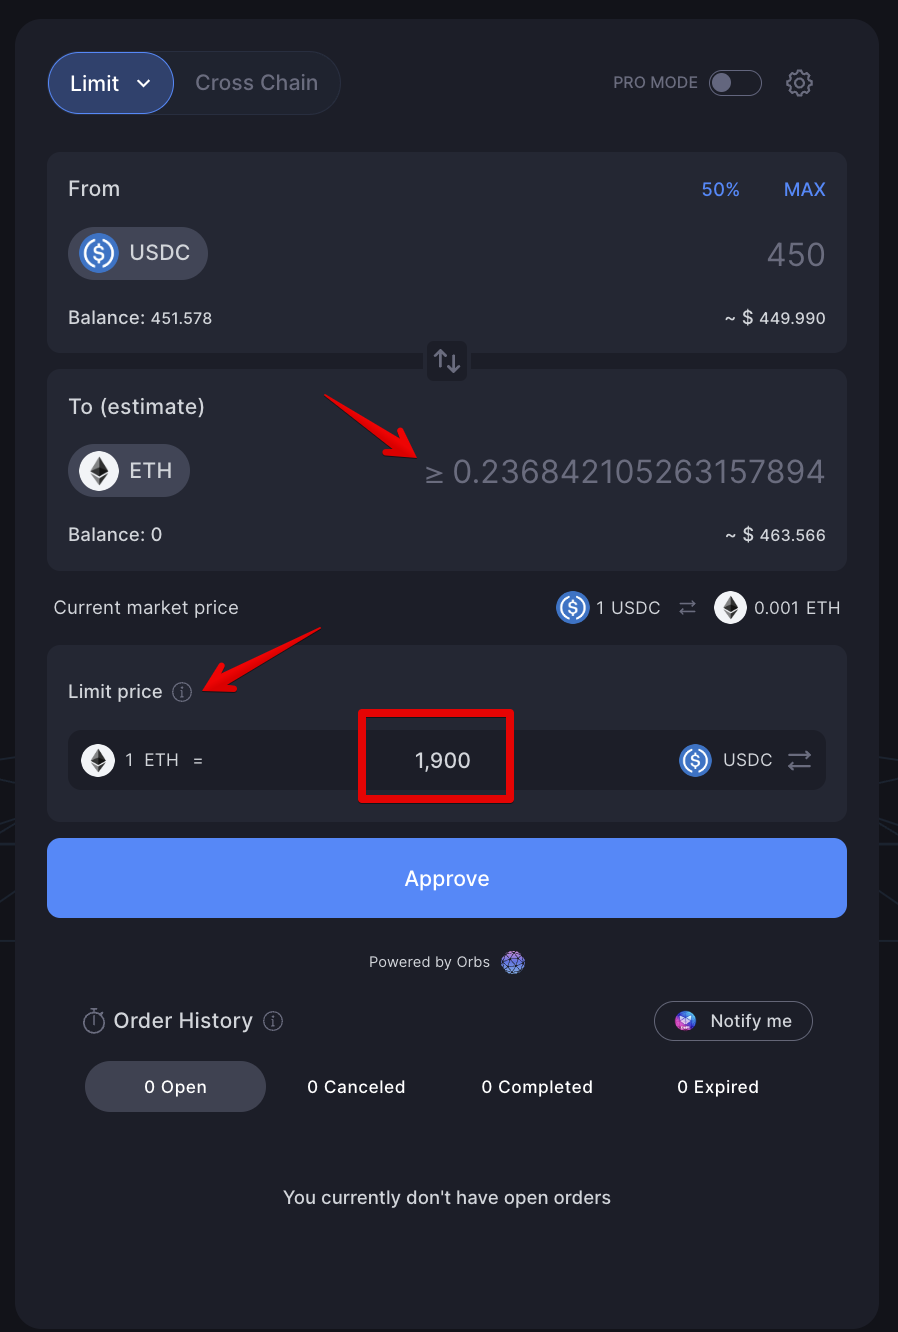 Limit Cross Chain PRO MODE
From 50% MAX
USDC 450
Balance: 451.578 ~ $ 449.990
To (estimate)
ETH ≥ 0.236842105263157894
Balance: 0 ~ $ 463.566
Current market price 1 USDC 0.001 ETH
Limit price
1 ETH = 1,900 USDC
Approve
Powered by Orbs
Order History Notify me
0 Open 0 Canceled 0 Completed 0 Expired
You currently don't have open orders